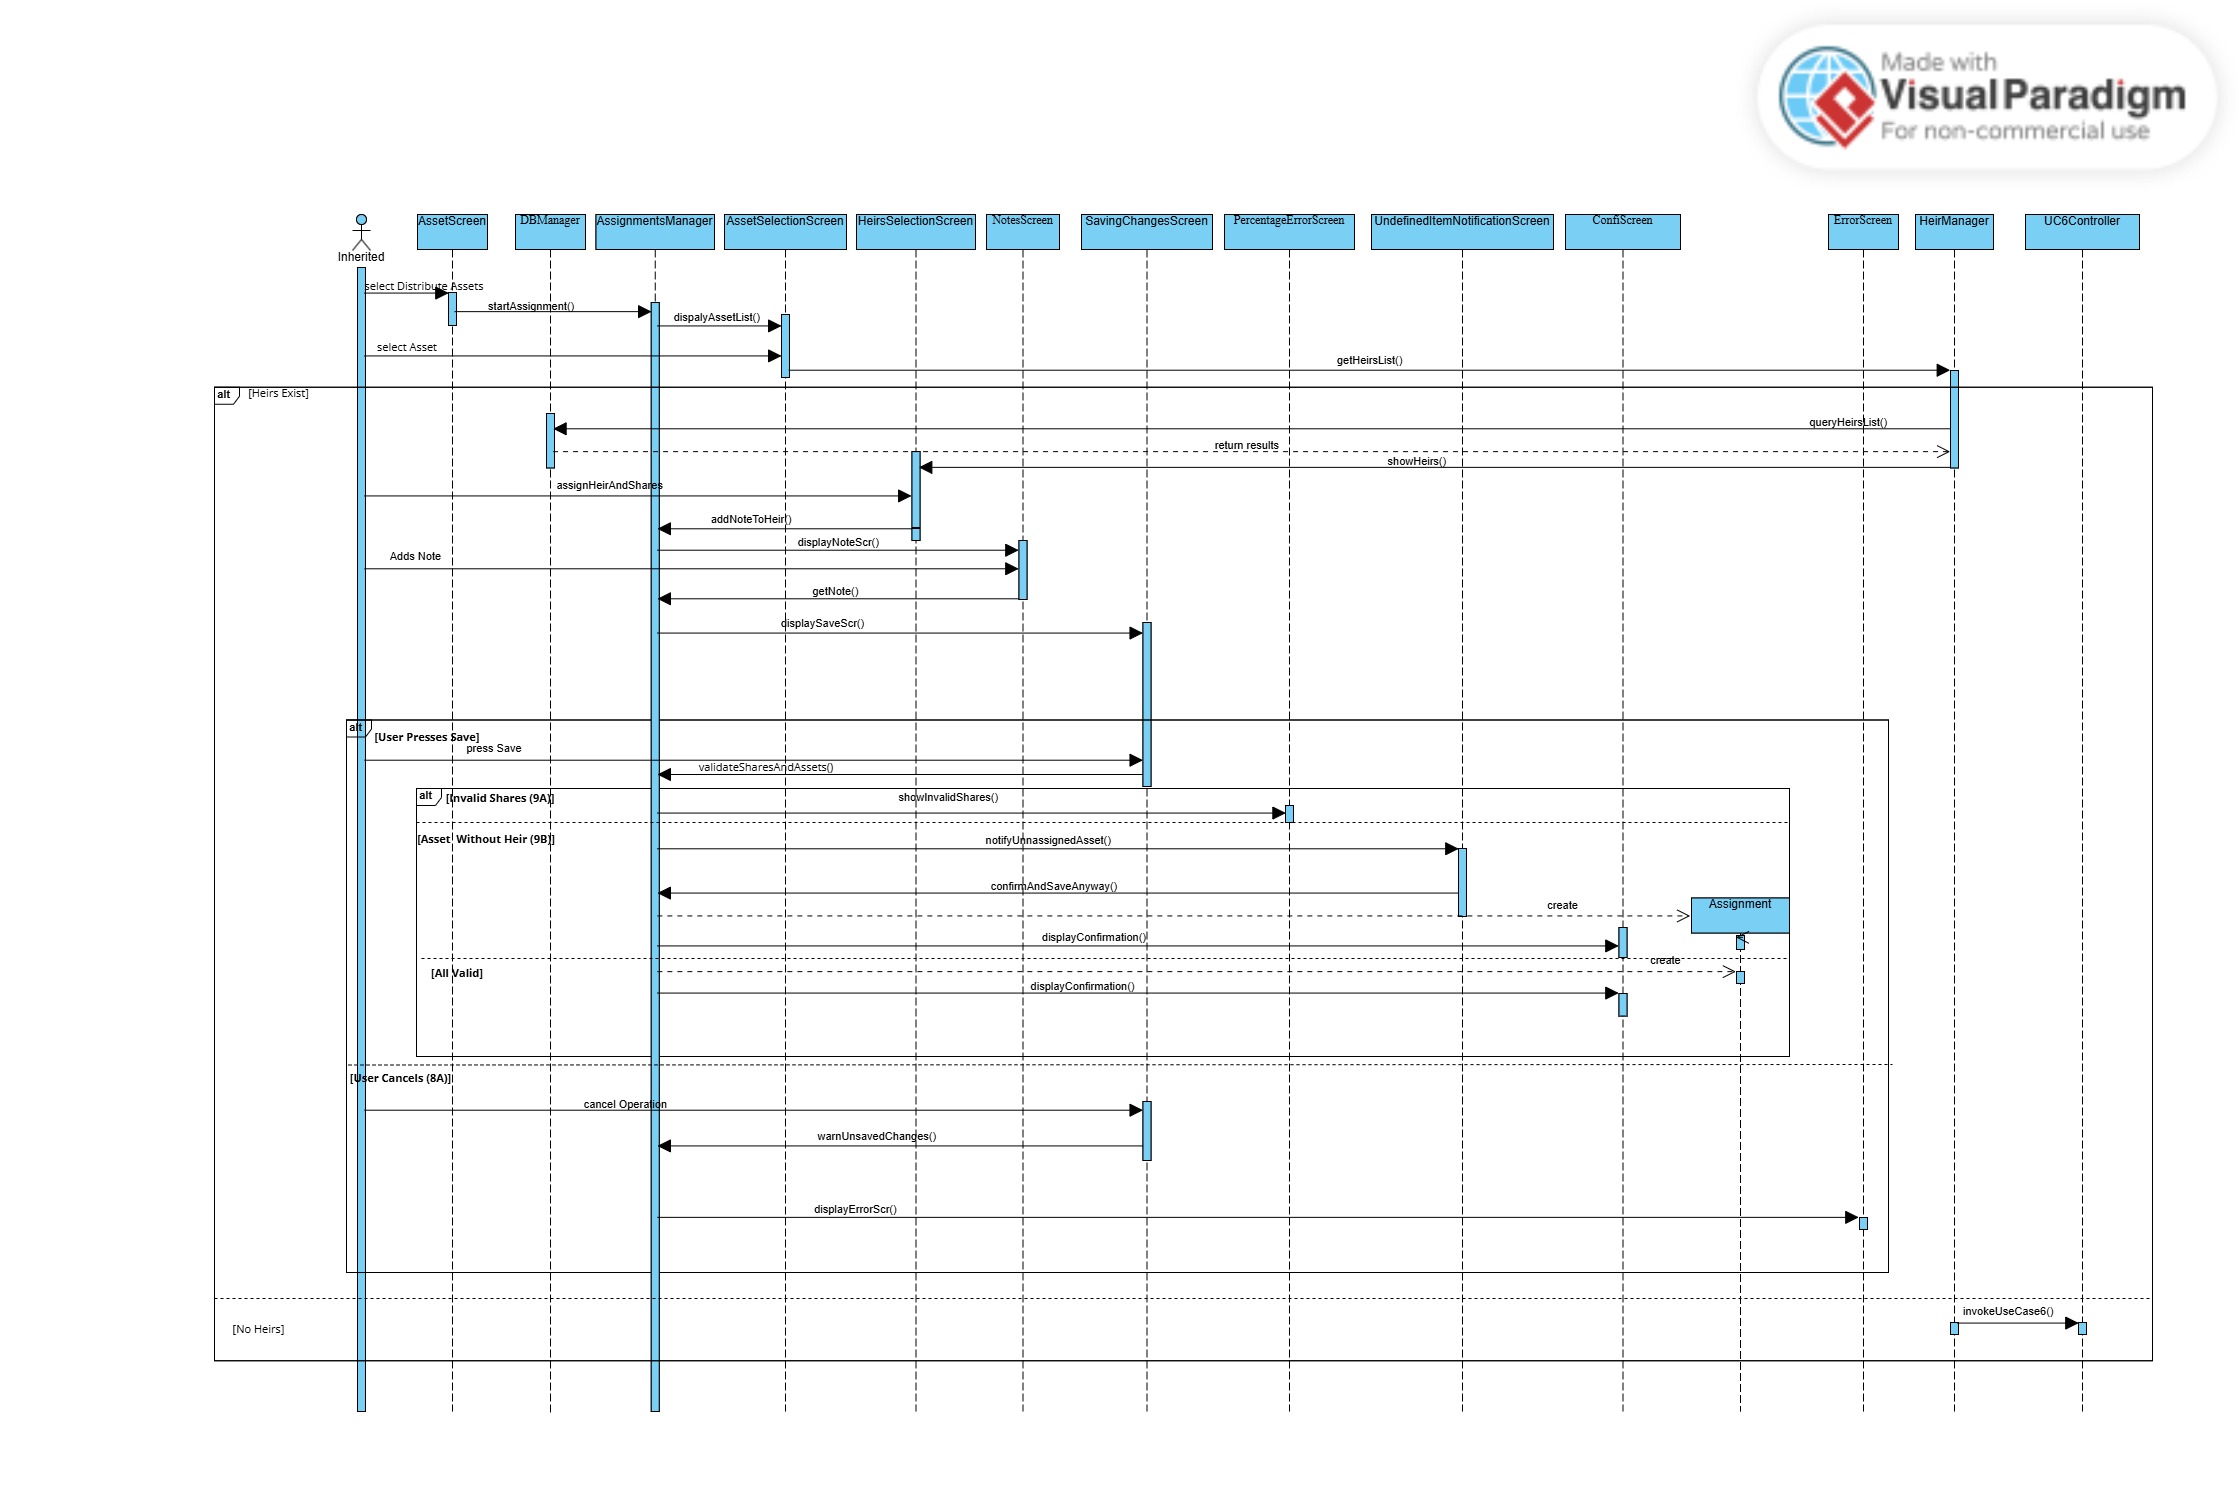 Made with
Visual Paradigm
For non-commercial use
Inherited
AssetScreen
DBManager
AssignmentsManager
AssetSelectionScreen
HeirsSelectionScreen
NotesScreen
SavingChangesScreen
PercentageErrorScreen
UndefinedItemNotificationScreen
ConfiScreen
ErrorScreen
HeirManager
UC6Controller
select Distribute Assets
startAssignment()
dispalyAssetList()
select Asset
getHeirsList()
alt
[Heirs Exist]
queryHeirsList()
return results
showHeirs()
assignHeirAndShares
addNoteToHeir()
displayNoteScr()
Adds Note
getNote()
displaySaveScr()
alt
[User Presses Save]
press Save
validateSharesAndAssets()
alt
[Invalid Shares (9A)]
showInvalidShares()
[Asset Without Heir (9B)]
notifyUnnassignedAsset()
confirmAndSaveAnyway()
create
Assignment
displayConfirmation()
create
[All Valid]
displayConfirmation()
[User Cancels (8A)]
cancel Operation
warnUnsavedChanges()
displayErrorScr()
invokeUseCase6()
[No Heirs]